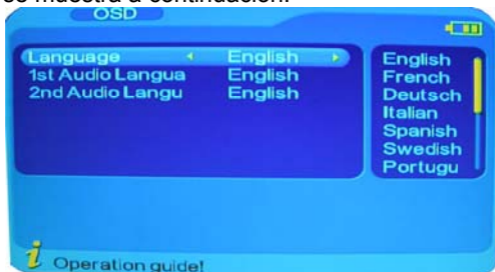 se muestra a continuación:
OSD
Language English
1st Audio Langua English
2nd Audio Langu English
English
French
Deutsch
Italian
Spanish
Swedish
Portugu
Operation guide!